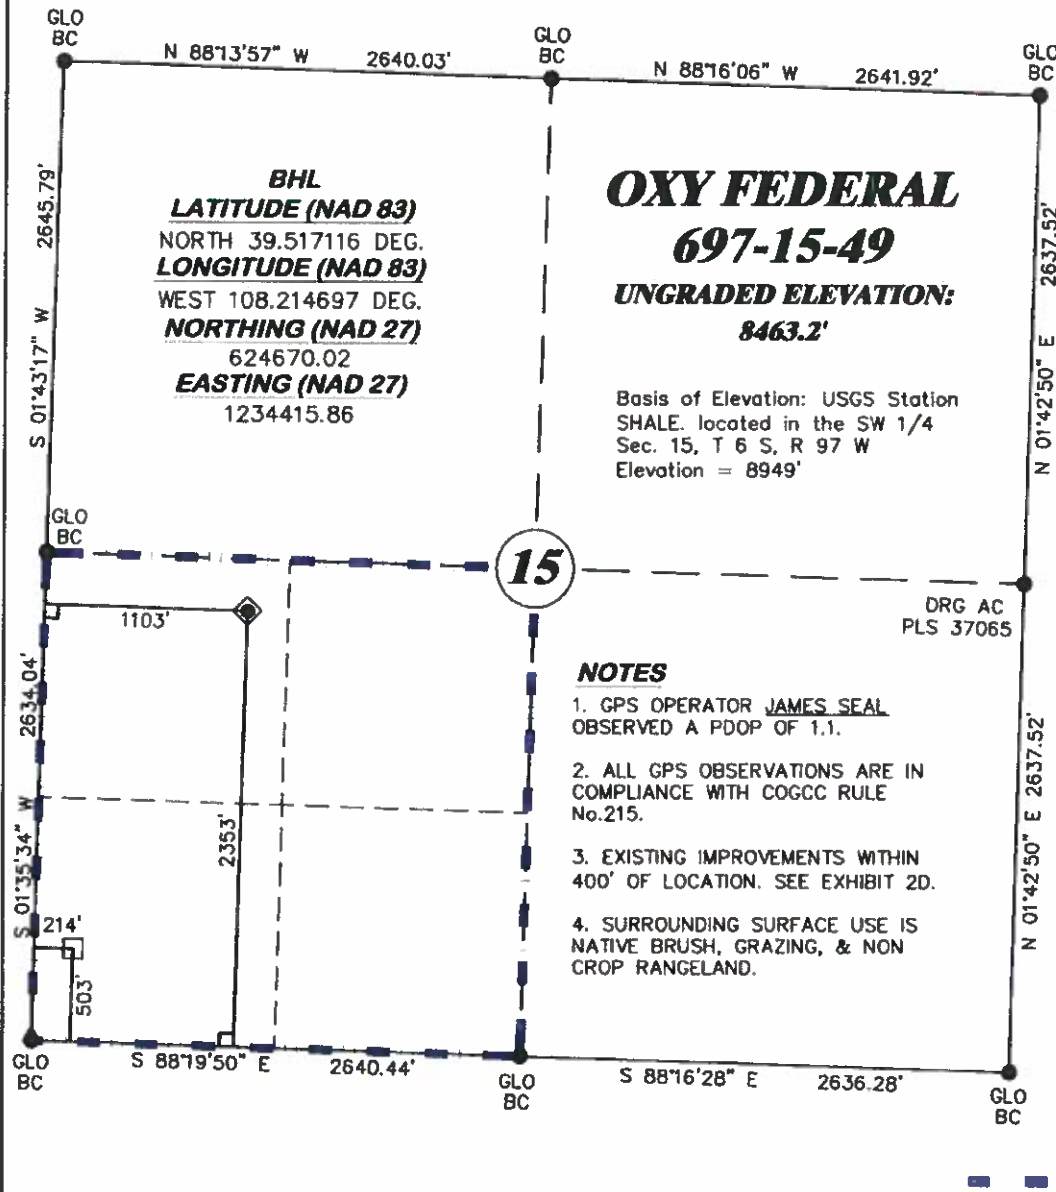 GLO
BC
N 88°13'57" W 2640.03'
GLO
BC
N 88°16'06" W 2641.92'
GLO
BC
2645.79'
S 01°43'17" W
BHL
LATITUDE (NAD 83)
NORTH 39.517116 DEG.
LONGITUDE (NAD 83)
WEST 108.214697 DEG.
NORTHING (NAD 27)
624670.02
EASTING (NAD 27)
1234415.86
OXY FEDERAL
697-15-49
UNGRADED ELEVATION:
8463.2'
Basis of Elevation: USGS Station
SHALE. located in the SW 1/4
Sec. 15, T 6 S, R 97 W
Elevation = 8949'
N 01°42'50" E 2637.52'
GLO
BC
15
1103'
DRG AC
PLS 37065
2634.04'
S 01°35'34" W
2353'
214'
503'
NOTES
1. GPS OPERATOR JAMES SEAL
OBSERVED A PDOP OF 1.1.
2. ALL GPS OBSERVATIONS ARE IN
COMPLIANCE WITH COGCC RULE
No.215.
3. EXISTING IMPROVEMENTS WITHIN
400' OF LOCATION. SEE EXHIBIT 2D.
4. SURROUNDING SURFACE USE IS
NATIVE BRUSH, GRAZING, & NON
CROP RANGELAND.
N 01°42'50" E 2637.52'
GLO
BC
S 88°19'50" E 2640.44'
GLO
BC
S 88°16'28" E 2636.28'
GLO
BC